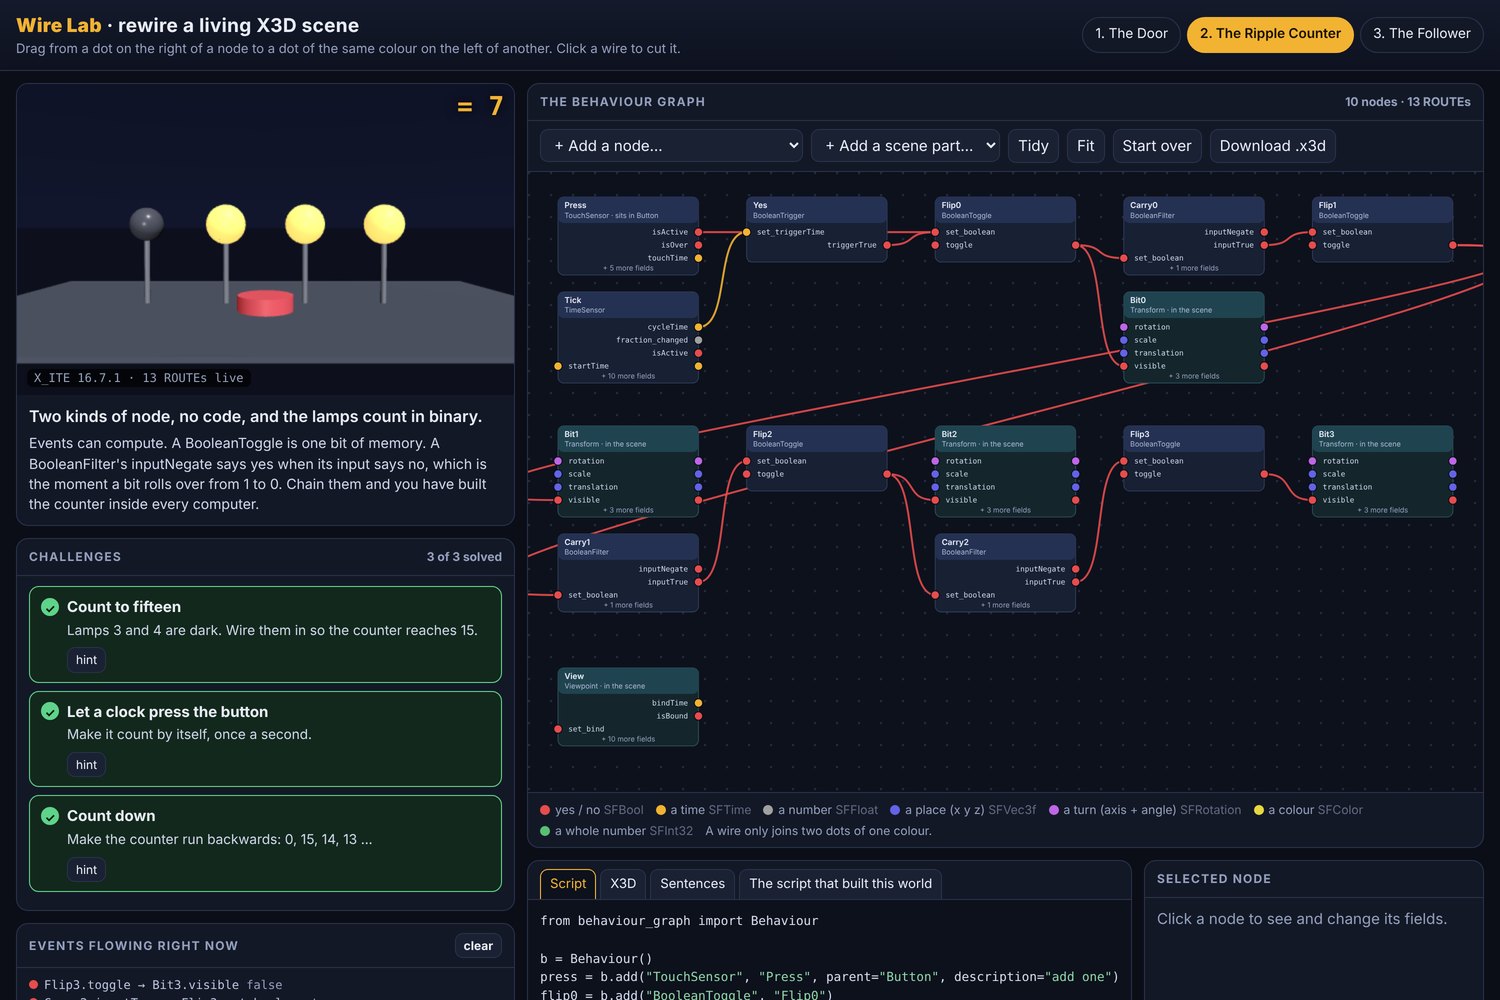 Wire Lab · rewire a living X3D scene
Drag from a dot on the right of a node to a dot of the same colour on the left of another. Click a wire to cut it.
1. The Door
2. The Ripple Counter
3. The Follower
= 7
X_ITE 16.7.1 · 13 ROUTEs live
Two kinds of node, no code, and the lamps count in binary.
Events can compute. A BooleanToggle is one bit of memory. A
BooleanFilter's inputNegate says yes when its input says no, which is
the moment a bit rolls over from 1 to 0. Chain them and you have built
the counter inside every computer.
CHALLENGES
3 of 3 solved
Count to fifteen
Lamps 3 and 4 are dark. Wire them in so the counter reaches 15.
hint
Let a clock press the button
Make it count by itself, once a second.
hint
Count down
Make the counter run backwards: 0, 15, 14, 13 ...
hint
EVENTS FLOWING RIGHT NOW
clear
Flip3.toggle → Bit3.visible false
THE BEHAVIOUR GRAPH
10 nodes · 13 ROUTEs
+ Add a node...
+ Add a scene part...
Tidy
Fit
Start over
Download .x3d
Press
TouchSensor · sits in Button
isActive
isOver
touchTime
+ 5 more fields
Yes
BooleanTrigger
set_triggerTime
triggerTrue
Flip0
BooleanToggle
set_boolean
toggle
Carry0
BooleanFilter
inputNegate
inputTrue
set_boolean
+ 1 more fields
Flip1
BooleanToggle
set_boolean
toggle
Tick
TimeSensor
cycleTime
fraction_changed
isActive
startTime
+ 10 more fields
Bit0
Transform · in the scene
rotation
scale
translation
visible
+ 3 more fields
Bit1
Transform · in the scene
rotation
scale
translation
visible
+ 3 more fields
Flip2
BooleanToggle
set_boolean
toggle
Bit2
Transform · in the scene
rotation
scale
translation
visible
+ 3 more fields
Flip3
BooleanToggle
set_boolean
toggle
Bit3
Transform · in the scene
rotation
scale
translation
visible
+ 3 more fields
Carry1
BooleanFilter
inputNegate
inputTrue
set_boolean
+ 1 more fields
Carry2
BooleanFilter
inputNegate
inputTrue
set_boolean
+ 1 more fields
View
Viewpoint · in the scene
bindTime
isBound
set_bind
+ 10 more fields
yes / no SFBool
a time SFTime
a number SFFloat
a place (x y z) SFVec3f
a turn (axis + angle) SFRotation
a colour SFColor
a whole number SFInt32
A wire only joins two dots of one colour.
Script
X3D
Sentences
The script that built this world
from behaviour_graph import Behaviour
b = Behaviour()
press = b.add("TouchSensor", "Press", parent="Button", description="add one")
flip0 = b.add("BooleanToggle", "Flip0")
SELECTED NODE
Click a node to see and change its fields.